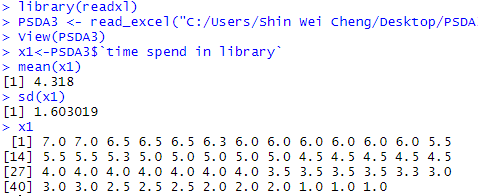 > library(readxl)
> PSDA3 <- read_excel("C:/Users/Shin Wei Cheng/Desktop/PSDA
> View(PSDA3)
> x1<-PSDA3$`time spend in library`
> mean(x1)
[1] 4.318
> sd(x1)
[1] 1.603019
> x1
[1] 7.0 7.0 6.5 6.5 6.5 6.3 6.0 6.0 6.0 6.0 6.0 6.0 5.5
[14] 5.5 5.5 5.3 5.0 5.0 5.0 5.0 5.0 4.5 4.5 4.5 4.5 4.5
[27] 4.0 4.0 4.0 4.0 4.0 4.0 4.0 3.5 3.5 3.5 3.5 3.3 3.0
[40] 3.0 3.0 2.5 2.5 2.5 2.0 2.0 2.0 1.0 1.0 1.0